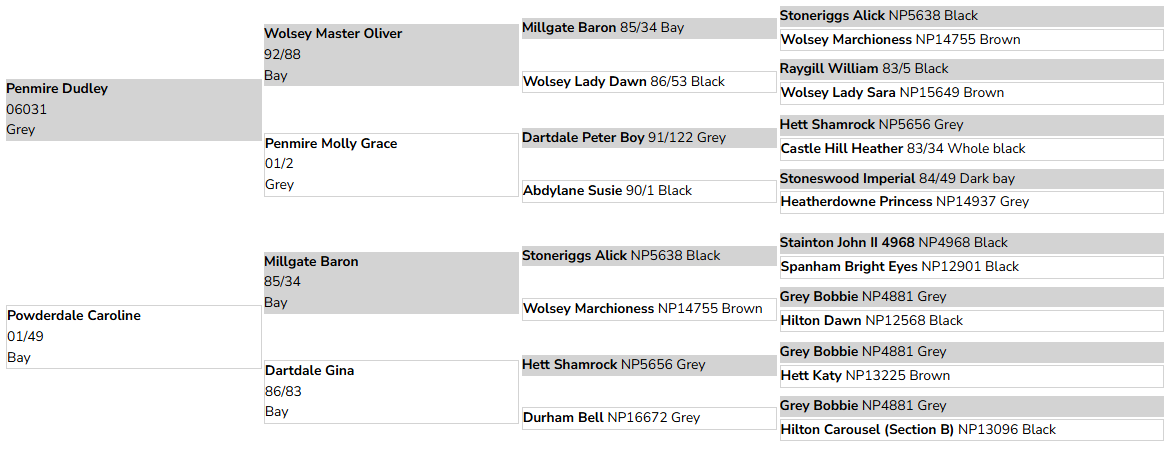 Penmire Dudley
06031
Grey
Powderdale Caroline
01/49
Bay
Wolsey Master Oliver
92/88
Bay
Penmire Molly Grace
01/2
Grey
Millgate Baron
85/34
Bay
Dartdale Gina
86/83
Bay
Millgate Baron 85/34 Bay
Wolsey Lady Dawn 86/53 Black
Dartdale Peter Boy 91/122 Grey
Abdylane Susie 90/1 Black
Stoneriggs Alick NP5638 Black
Wolsey Marchioness NP14755 Brown
Hett Shamrock NP5656 Grey
Durham Bell NP16672 Grey
Stoneriggs Alick NP5638 Black
Wolsey Marchioness NP14755 Brown
Raygill William 83/5 Black
Wolsey Lady Sara NP15649 Brown
Hett Shamrock NP5656 Grey
Castle Hill Heather 83/34 Whole black
Stoneswood Imperial 84/49 Dark bay
Heatherdowne Princess NP14937 Grey
Stainton John II 4968 NP4968 Black
Spanham Bright Eyes NP12901 Black
Grey Bobbie NP4881 Grey
Hilton Dawn NP12568 Black
Grey Bobbie NP4881 Grey
Hett Katy NP13225 Brown
Grey Bobbie NP4881 Grey
Hilton Carousel (Section B) NP13096 Black